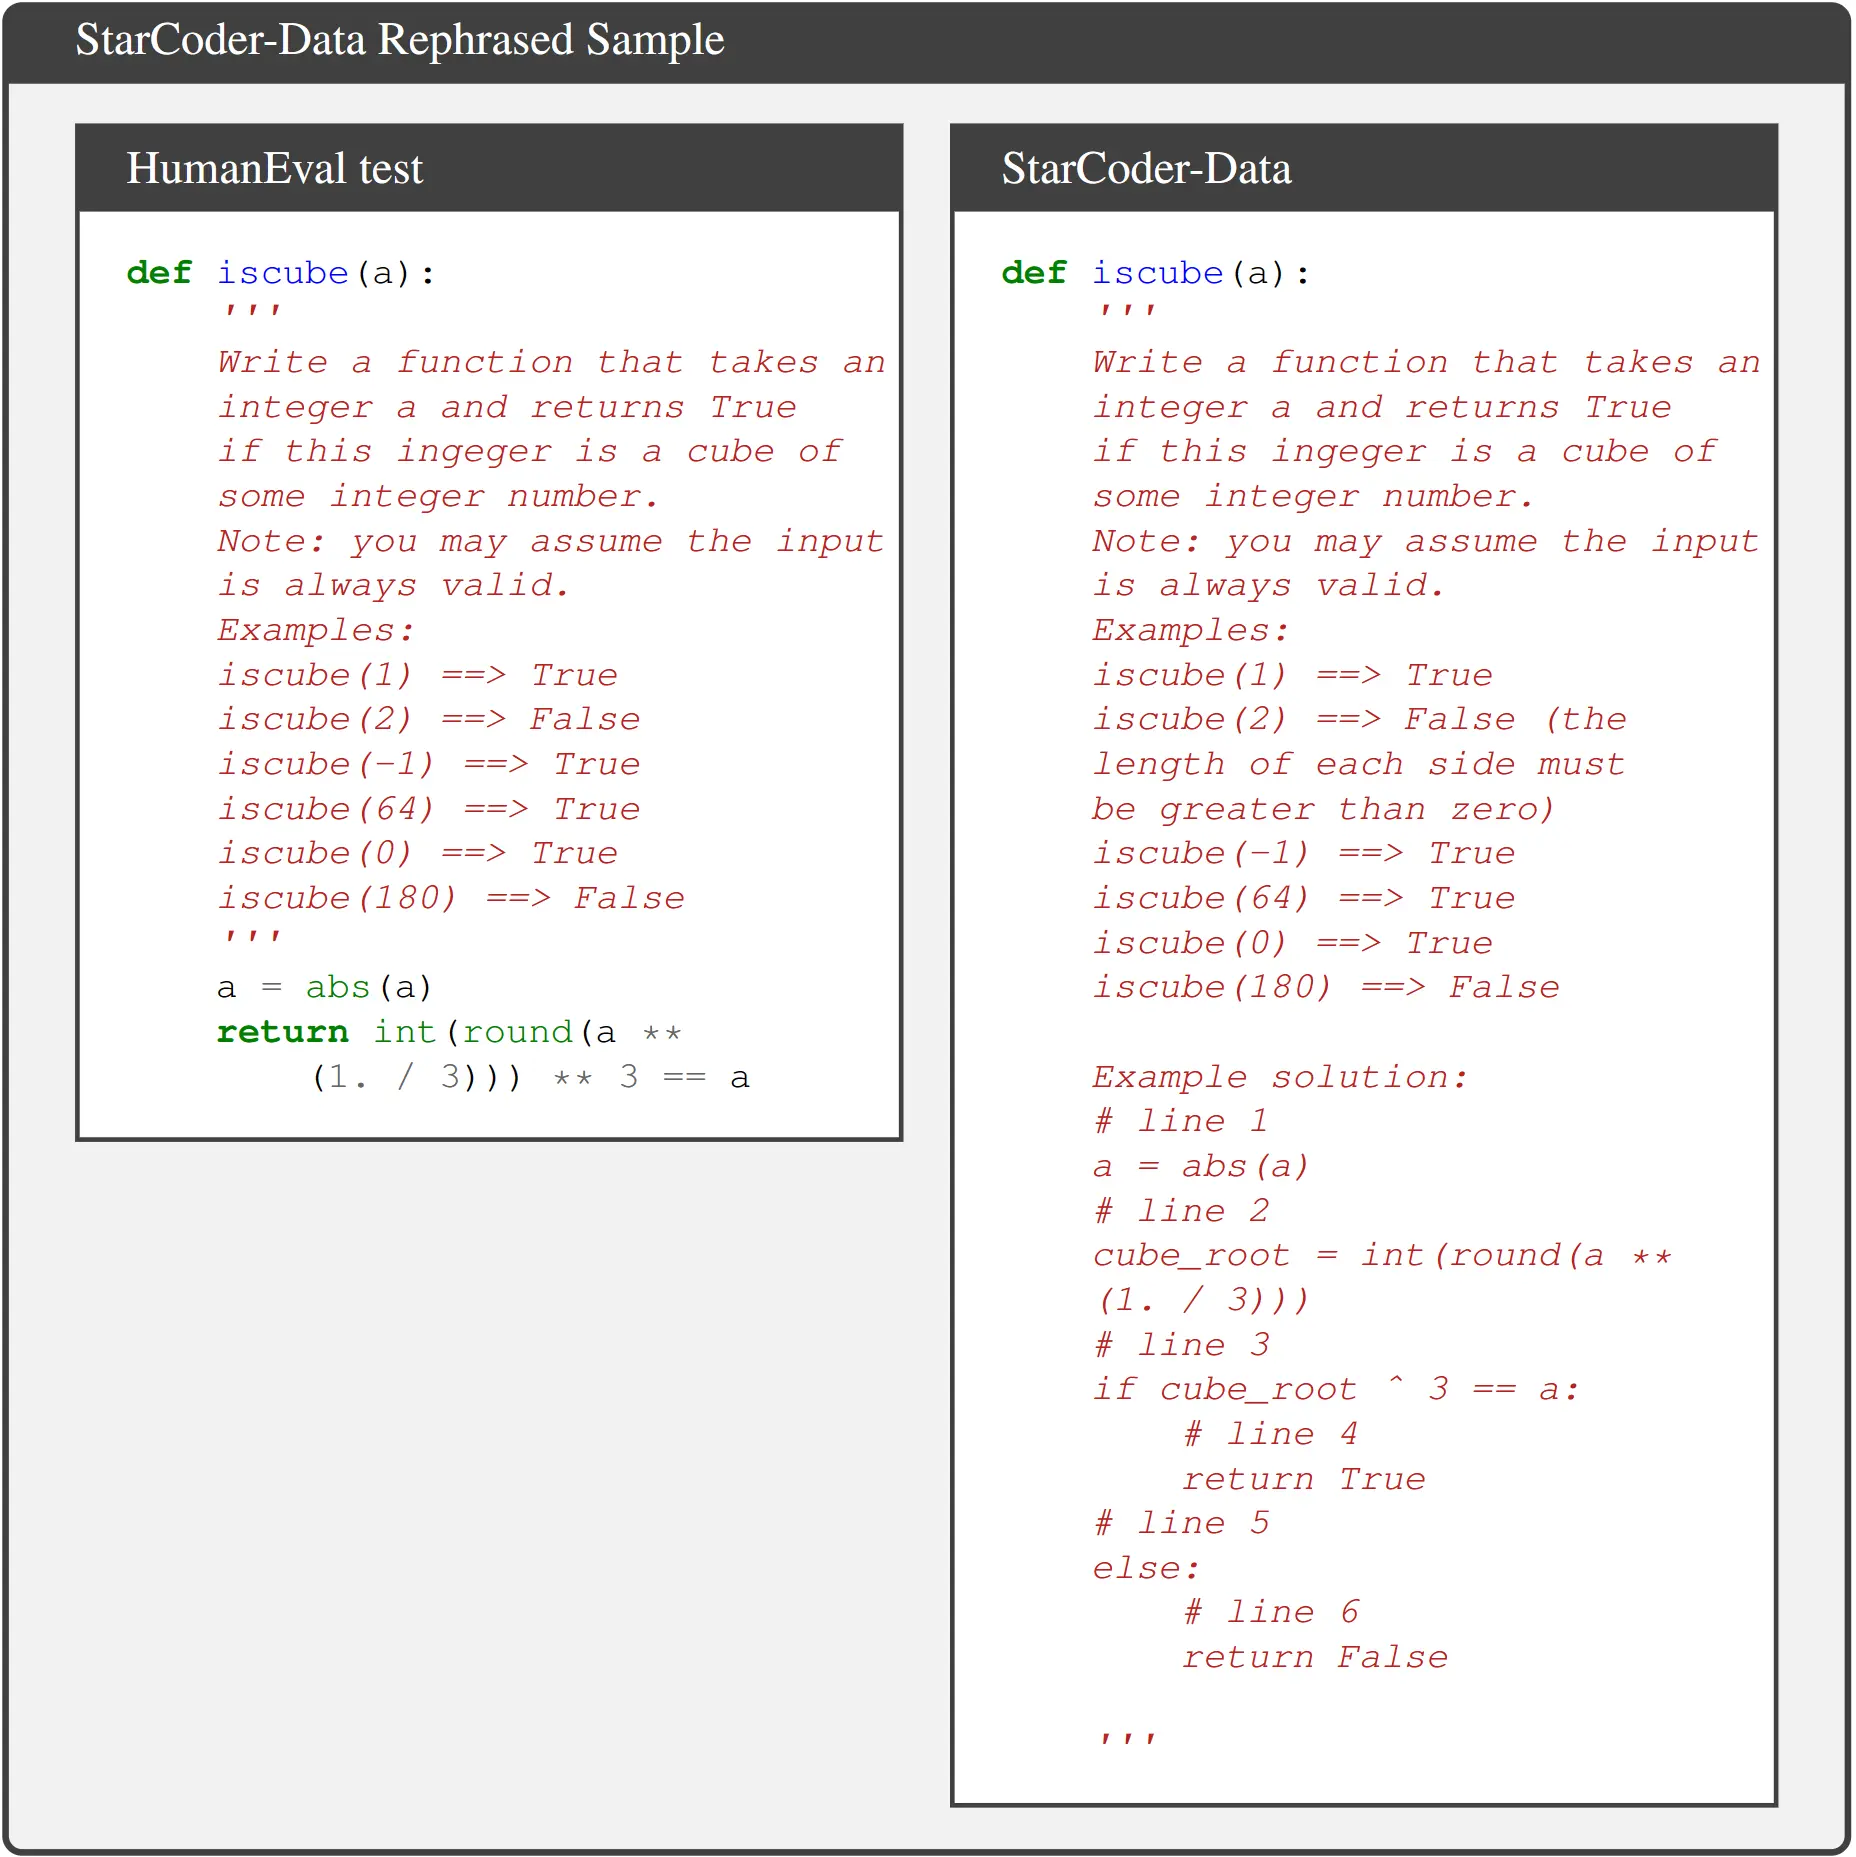 StarCoder-Data Rephrased Sample
HumanEval test
def iscube(a):
'''
Write a function that takes an
integer a and returns True
if this ingeger is a cube of
some integer number.
Note: you may assume the input
is always valid.
Examples:
iscube(1) ==> True
iscube(2) ==> False
iscube(-1) ==> True
iscube(64) ==> True
iscube(0) ==> True
iscube(180) ==> False
'''
a = abs(a)
return int(round(a **
(1. / 3))) ** 3 == a
StarCoder-Data
def iscube(a):
'''
Write a function that takes an
integer a and returns True
if this ingeger is a cube of
some integer number.
Note: you may assume the input
is always valid.
Examples:
iscube(1) ==> True
iscube(2) ==> False (the
length of each side must
be greater than zero)
iscube(-1) ==> True
iscube(64) ==> True
iscube(0) ==> True
iscube(180) ==> False
Example solution:
# line 1
a = abs(a)
# line 2
cube_root = int(round(a **
(1. / 3)))
# line 3
if cube_root ^ 3 == a:
# line 4
return True
# line 5
else:
# line 6
return False
'''